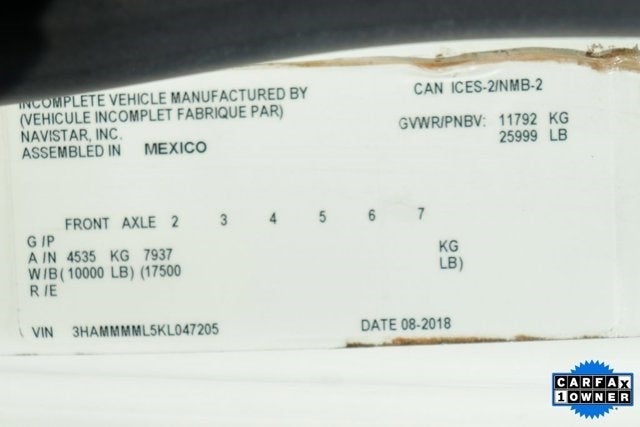 INCOMPLETE VEHICLE MANUFACTURED BY
(VEHICULE INCOMPLET FABRIQUE PAR)
NAVISTAR, INC.
ASSEMBLED IN MEXICO
CAN ICES-2/NMB-2
GVWR/PNBV: 11792 KG
25999 LB
FRONT AXLE 2 3 4 5 6 7
G/P
A/N 4535 KG 7937 KG
W/B (10000 LB) (17500 LB)
R/E
VIN 3HAMMMML5KL047205 DATE 08-2018
CARFAX
1 OWNER